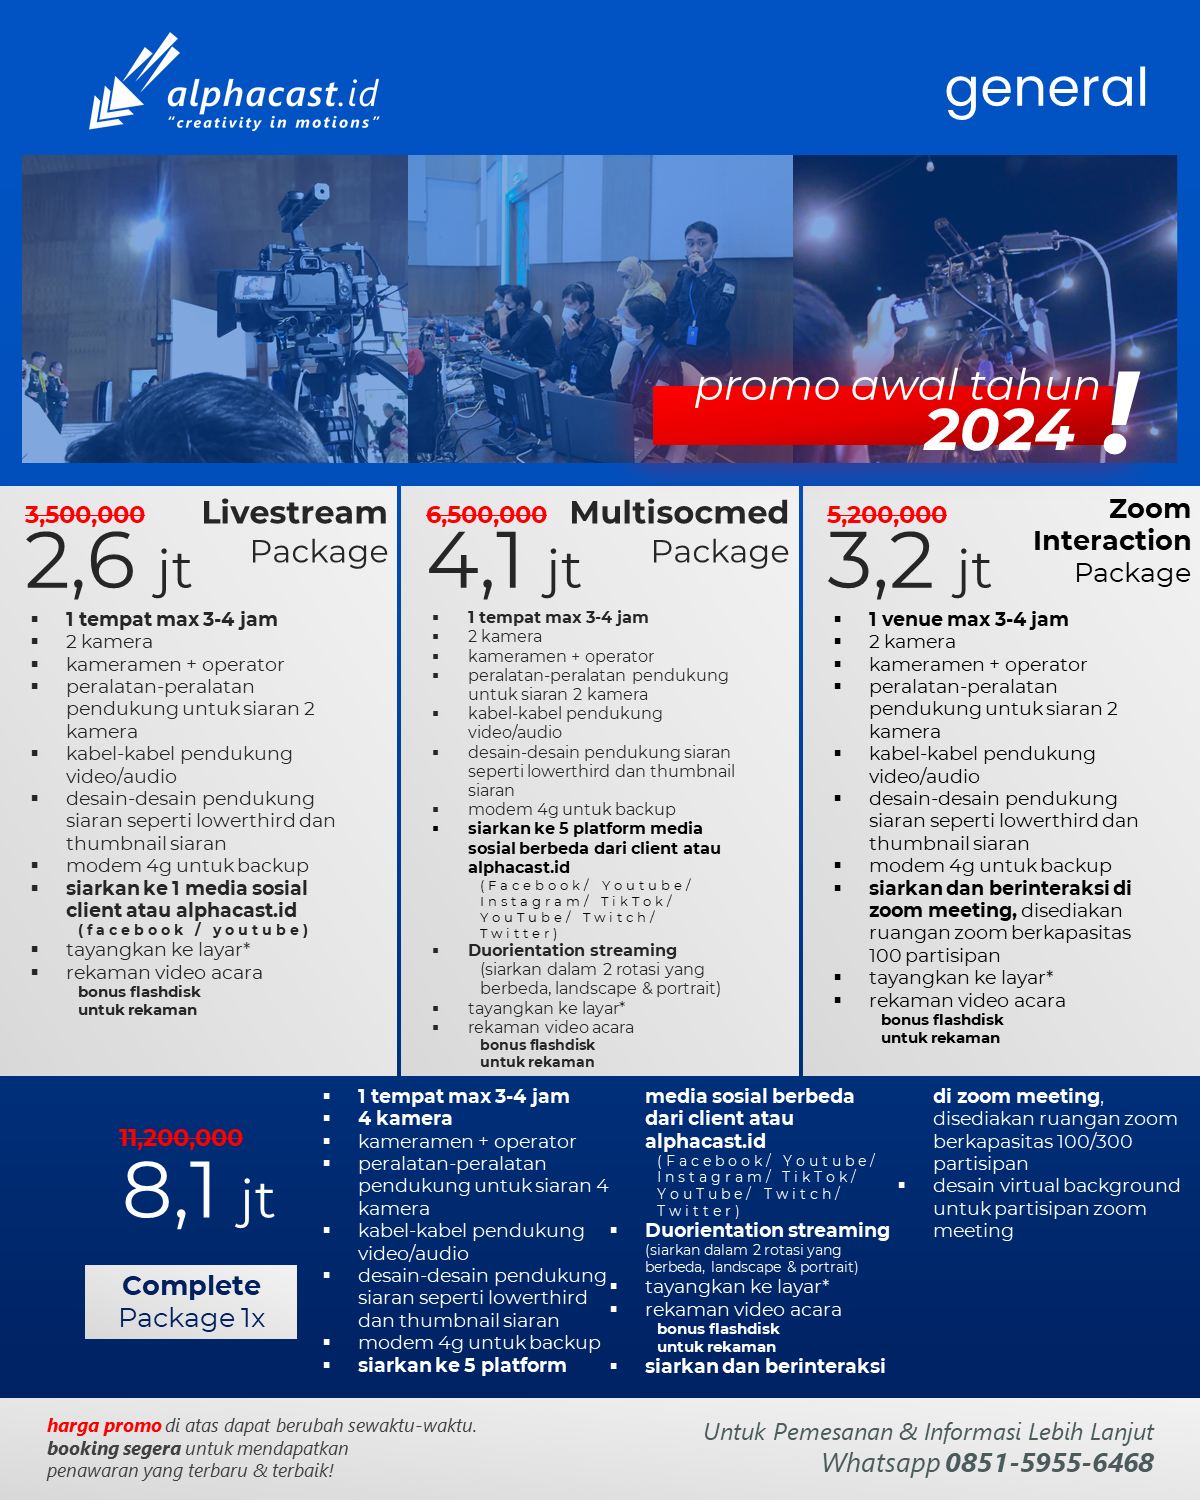 alphacast.id
“creativity in motions”
general
promo awal tahun
2024 !
3,500,000
2,6 jt
Livestream
Package
▪ 1 tempat max 3-4 jam
▪ 2 kamera
▪ kameramen + operator
▪ peralatan-peralatan
pendukung untuk siaran 2
kamera
▪ kabel-kabel pendukung
video/audio
▪ desain-desain pendukung
siaran seperti lowerthird dan
thumbnail siaran
▪ modem 4g untuk backup
▪ siarkan ke 1 media sosial
client atau alphacast.id
(facebook / youtube)
▪ tayangkan ke layar*
▪ rekaman video acara
bonus flashdisk
untuk rekaman
6,500,000
4,1 jt
Multisocmed
Package
▪ 1 tempat max 3-4 jam
▪ 2 kamera
▪ kameramen + operator
▪ peralatan-peralatan pendukung
untuk siaran 2 kamera
▪ kabel-kabel pendukung
video/audio
▪ desain-desain pendukung siaran
seperti lowerthird dan thumbnail
siaran
▪ modem 4g untuk backup
▪ siarkan ke 5 platform media
sosial berbeda dari client atau
alphacast.id
(Facebook/ Youtube/
Instagram/ TikTok/
YouTube/ Twitch/
Twitter)
▪ Duorientation streaming
(siarkan dalam 2 rotasi yang
berbeda, landscape & portrait)
▪ tayangkan ke layar*
▪ rekaman video acara
bonus flashdisk
untuk rekaman
5,200,000
3,2 jt
Zoom
Interaction
Package
▪ 1 venue max 3-4 jam
▪ 2 kamera
▪ kameramen + operator
▪ peralatan-peralatan
pendukung untuk siaran 2
kamera
▪ kabel-kabel pendukung
video/audio
▪ desain-desain pendukung
siaran seperti lowerthird dan
thumbnail siaran
▪ modem 4g untuk backup
▪ siarkan dan berinteraksi di
zoom meeting, disediakan
ruangan zoom berkapasitas
100 partisipan
▪ tayangkan ke layar*
▪ rekaman video acara
bonus flashdisk
untuk rekaman
11,200,000
8,1 jt
Complete
Package 1x
▪ 1 tempat max 3-4 jam
▪ 4 kamera
▪ kameramen + operator
▪ peralatan-peralatan
pendukung untuk siaran 4
kamera
▪ kabel-kabel pendukung
video/audio
▪ desain-desain pendukung
siaran seperti lowerthird
dan thumbnail siaran
▪ modem 4g untuk backup
▪ siarkan ke 5 platform
media sosial berbeda
dari client atau
alphacast.id
(Facebook/ Youtube/
Instagram/ TikTok/
YouTube/ Twitch/
Twitter)
▪ Duorientation streaming
(siarkan dalam 2 rotasi yang
berbeda, landscape & portrait)
▪ tayangkan ke layar*
▪ rekaman video acara
bonus flashdisk
untuk rekaman
▪ siarkan dan berinteraksi
di zoom meeting,
disediakan ruangan zoom
berkapasitas 100/300
partisipan
▪ desain virtual background
untuk partisipan zoom
meeting
harga promo di atas dapat berubah sewaktu-waktu.
booking segera untuk mendapatkan
penawaran yang terbaru & terbaik!
Untuk Pemesanan & Informasi Lebih Lanjut
Whatsapp 0851-5955-6468